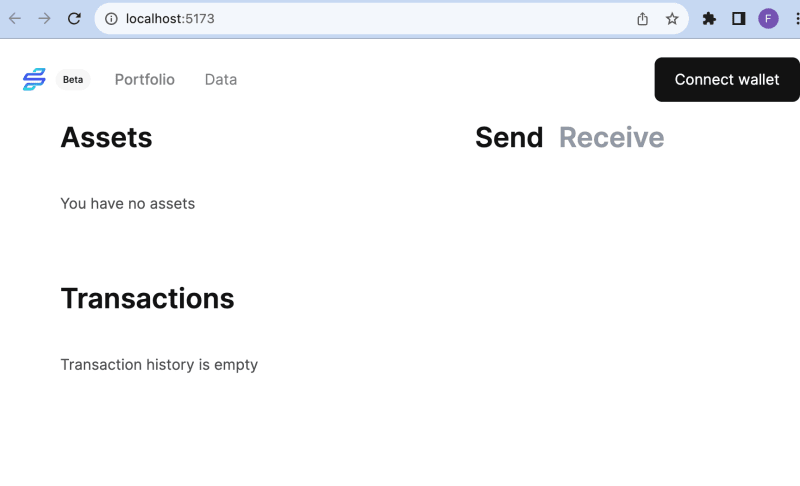 localhost:5173
F
Beta Portfolio Data Connect wallet
Assets
Send Receive
You have no assets
Transactions
Transaction history is empty